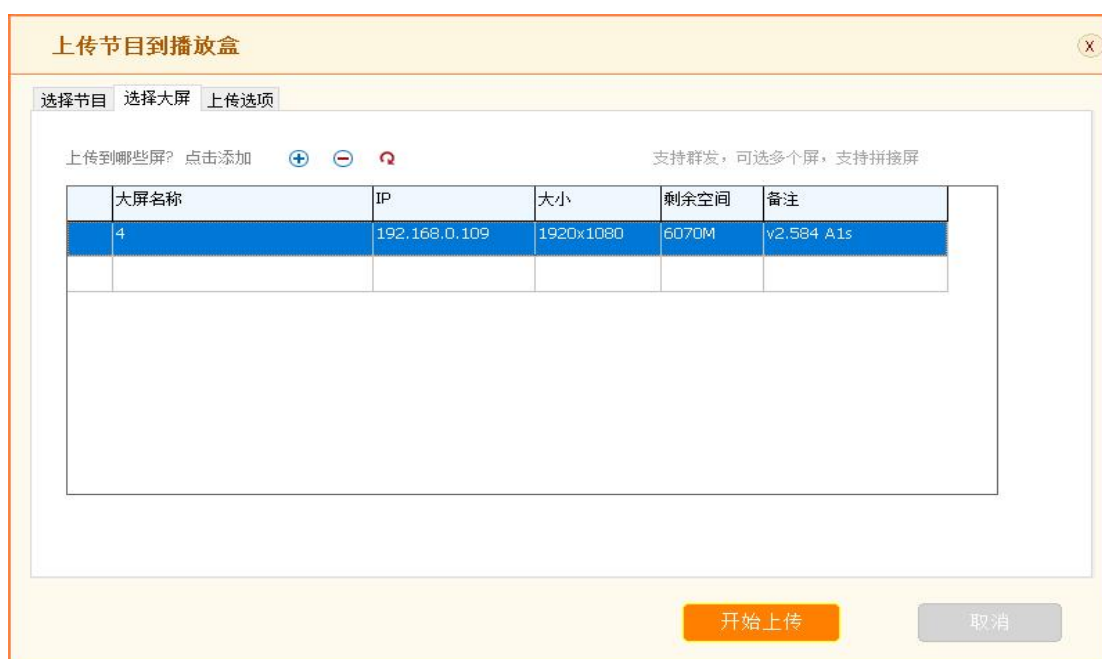 上传节目到播放盒
X
选择节目 选择大屏 上传选项
上传到哪些屏? 点击添加 支持群发，可选多个屏，支持拼接屏
大屏名称 IP 大小 剩余空间 备注
4 192.168.0.109 1920x1080 6070M v2.584 A1s
开始上传 取消